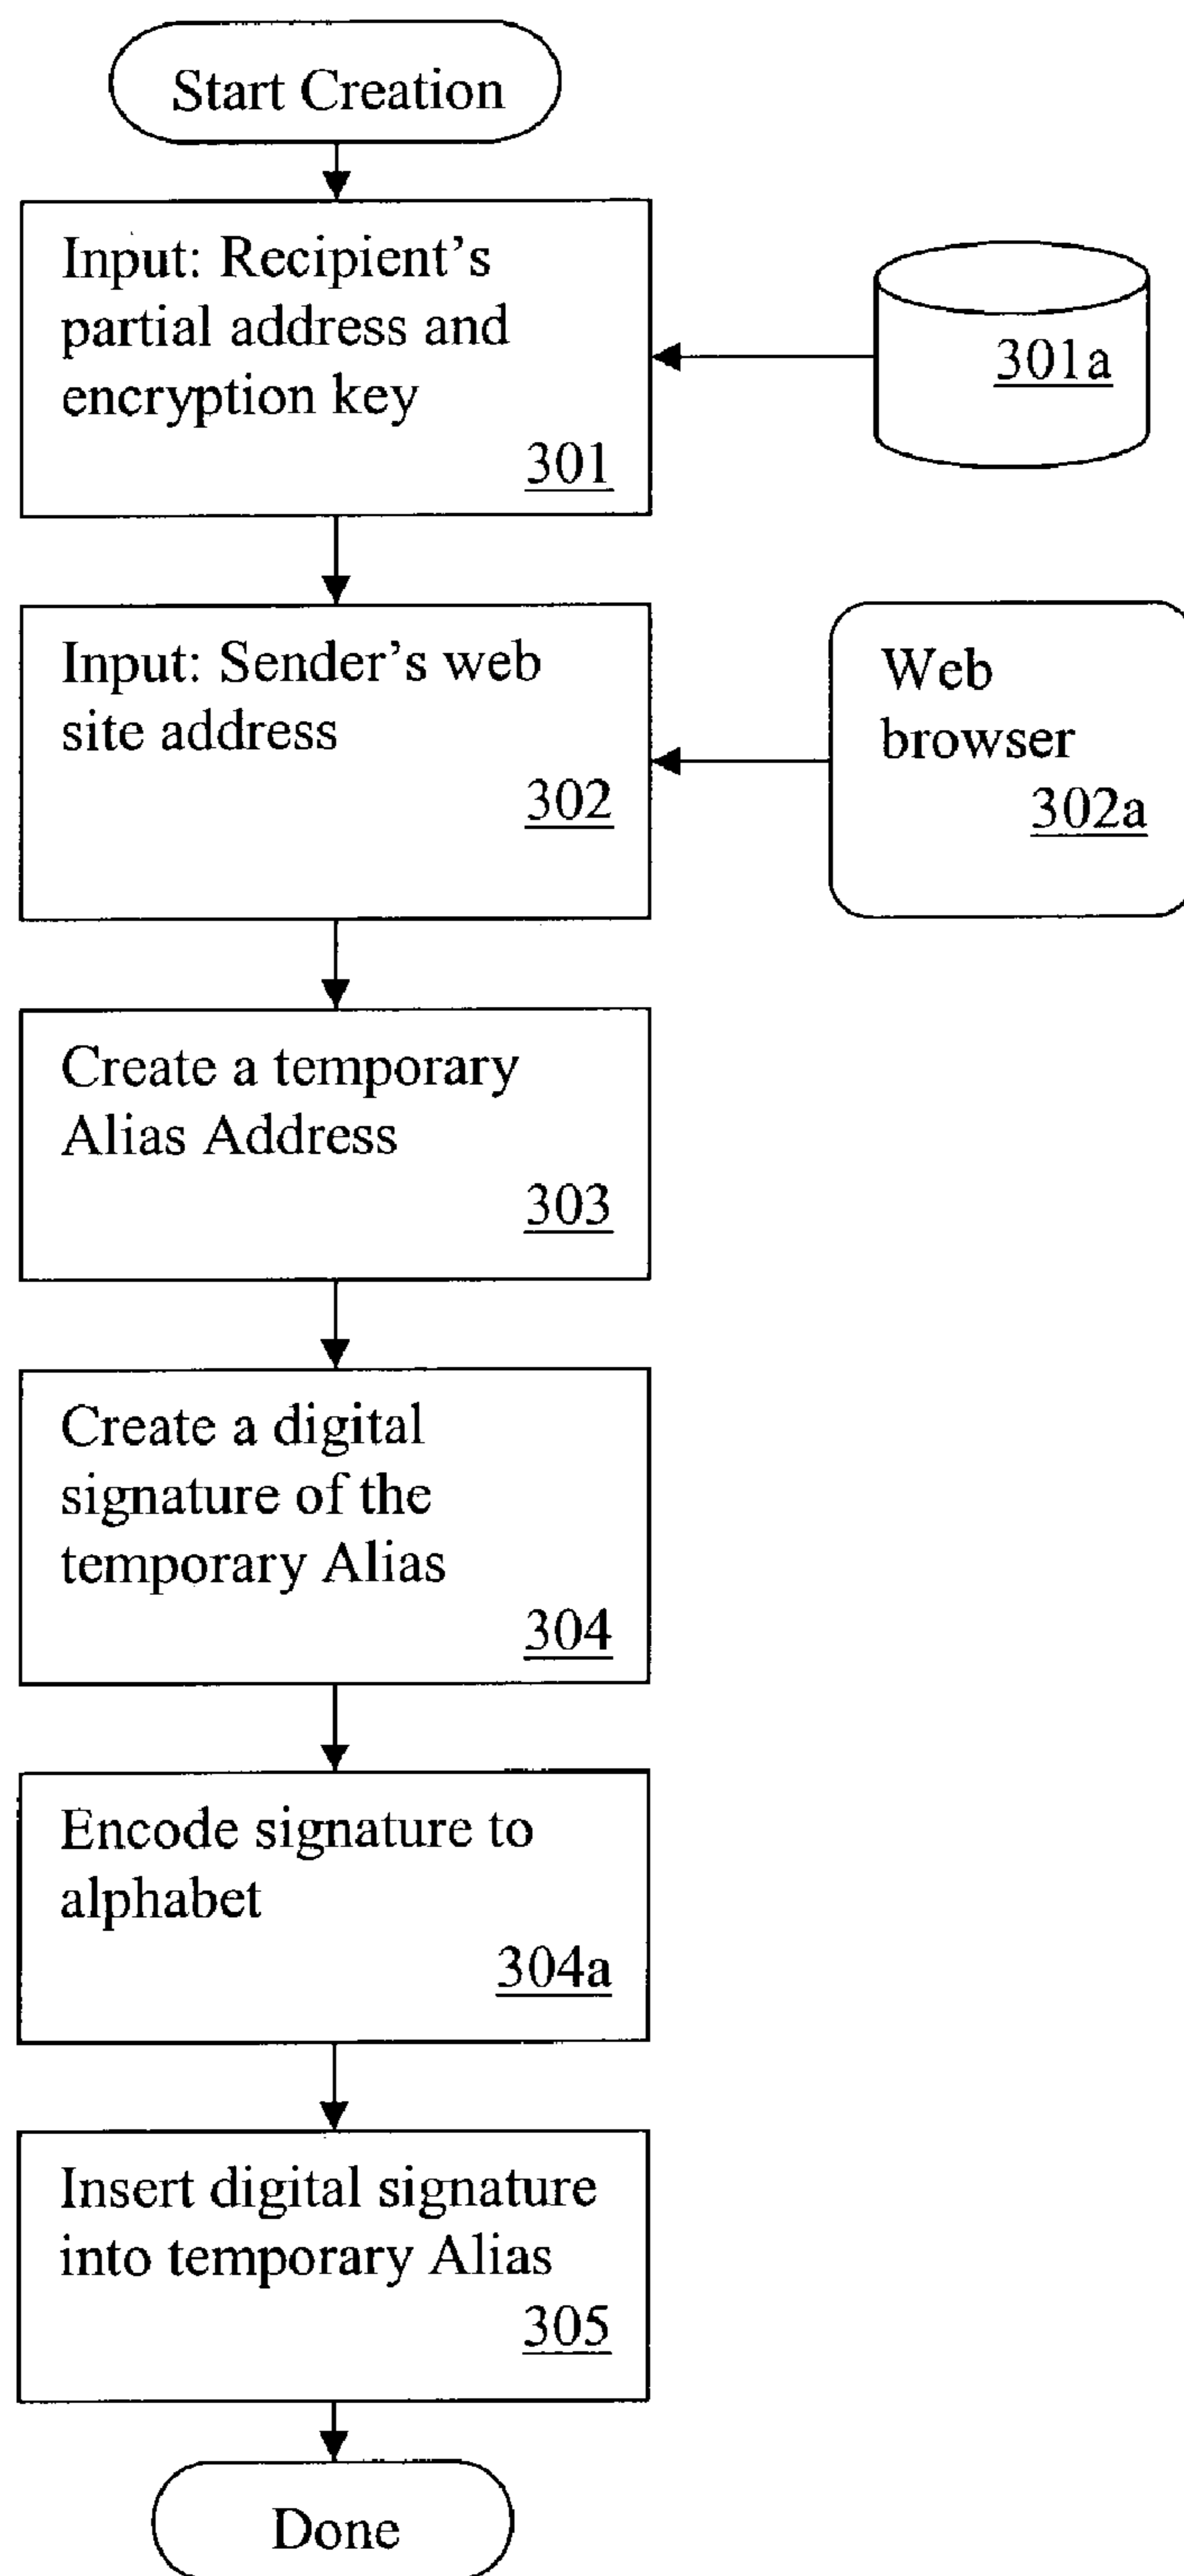 Start Creation
Input: Recipient's
partial address and
encryption key
301
301a
Input: Sender's web
site address
302
Web
browser
302a
Create a temporary
Alias Address
303
Create a digital
signature of the
temporary Alias
304
Encode signature to
alphabet
304a
Insert digital signature
into temporary Alias
305
Done